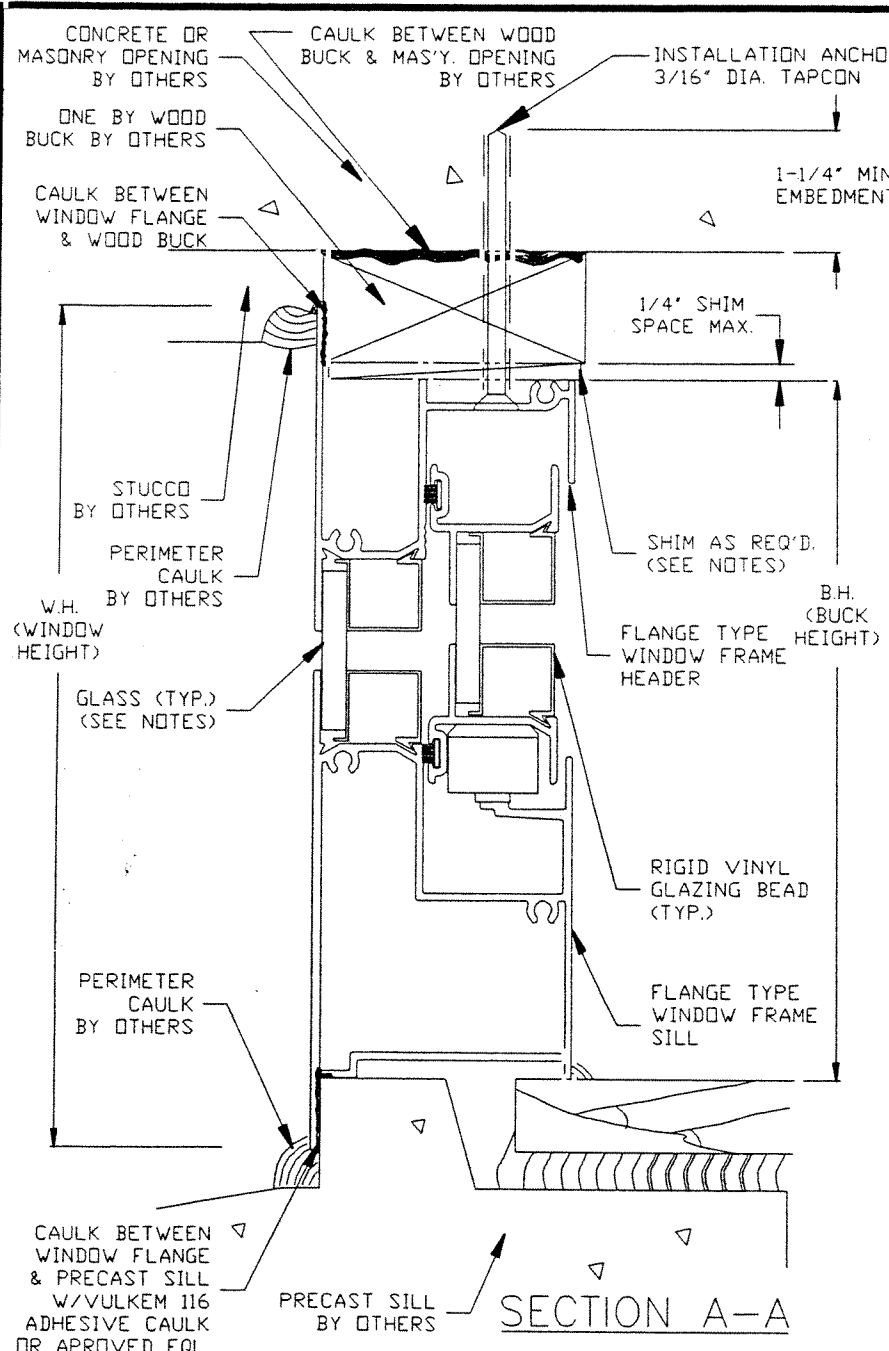 CONCRETE OR
MASONRY OPENING
BY OTHERS
CAULK BETWEEN WOOD
BUCK & MAS'Y. OPENING
BY OTHERS
INSTALLATION ANCHO
3/16" DIA. TAPCON
ONE BY WOOD
BUCK BY OTHERS
1-1/4" MIN
EMBEDMENT
CAULK BETWEEN
WINDOW FLANGE
& WOOD BUCK
1/4" SHIM
SPACE MAX.
STUCCO
BY OTHERS
PERIMETER
CAULK
BY OTHERS
SHIM AS REQ'D.
(SEE NOTES)
W.H.
(WINDOW
HEIGHT)
B.H.
(BUCK
HEIGHT)
FLANGE TYPE
WINDOW FRAME
HEADER
GLASS (TYP.)
(SEE NOTES)
RIGID VINYL
GLAZING BEAD
(TYP.)
PERIMETER
CAULK
BY OTHERS
FLANGE TYPE
WINDOW FRAME
SILL
CAULK BETWEEN
WINDOW FLANGE
& PRECAST SILL
W/VULKEM 116
ADHESIVE CAULK
OR APROVED EQL
PRECAST SILL
BY OTHERS
SECTION A-A